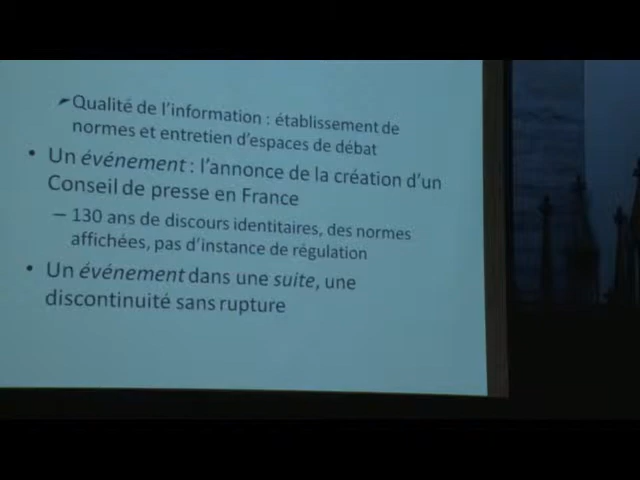 Qualité de l'information : établissement de
normes et entretien d'espaces de débat
• Un événement : l'annonce de la création d'un
Conseil de presse en France
– 130 ans de discours identitaires, des normes
affichées, pas d'instance de régulation
• Un événement dans une suite, une
discontinuité sans rupture